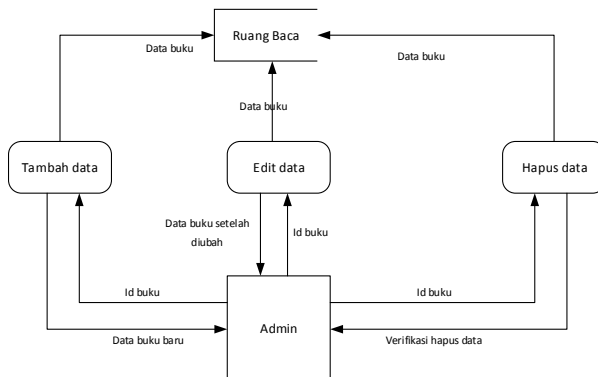 Ruang Baca
Data buku
Data buku
Data buku
Tambah data
Edit data
Hapus data
Data buku setelah
diubah
Id buku
Id buku
Id buku
Admin
Data buku baru
Verifikasi hapus data